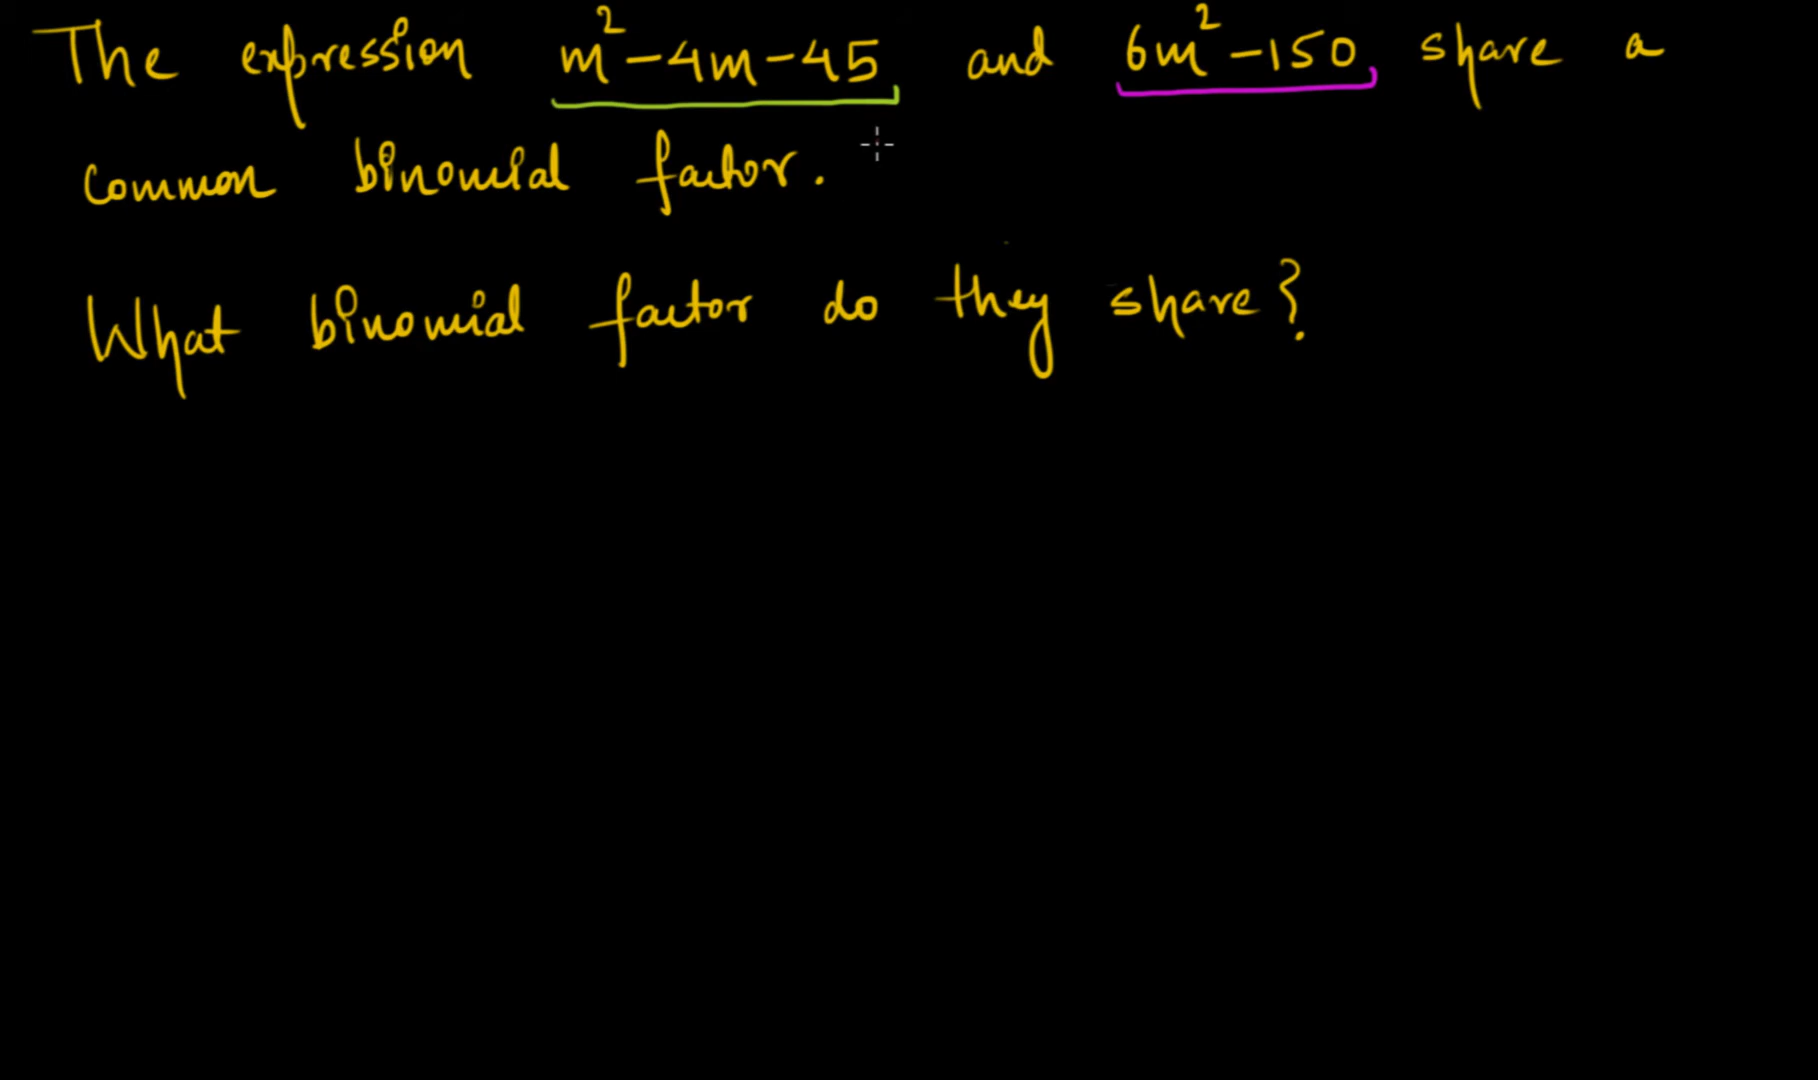 The expression m² - 4m - 45 and 6m² - 150 share a
common binomial factor.
What binomial factor do they share?